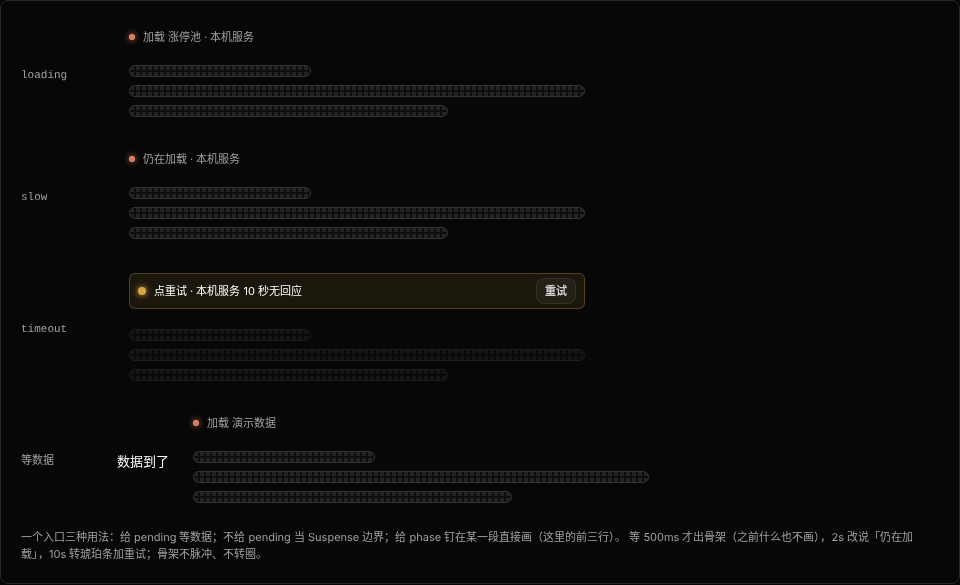 加载 涨停池 · 本机服务
loading
仍在加载 · 本机服务
slow
点重试 · 本机服务 10 秒无回应
重试
timeout
加载 演示数据
等数据
数据到了
一个入口三种用法：给 pending 等数据；不给 pending 当 Suspense 边界；给 phase 钉在某一段直接画（这里的前三行）。 等 500ms 才出骨架（之前什么也不画），2s 改说「仍在加
载」，10s 转琥珀条加重试；骨架不脉冲、不转圈。